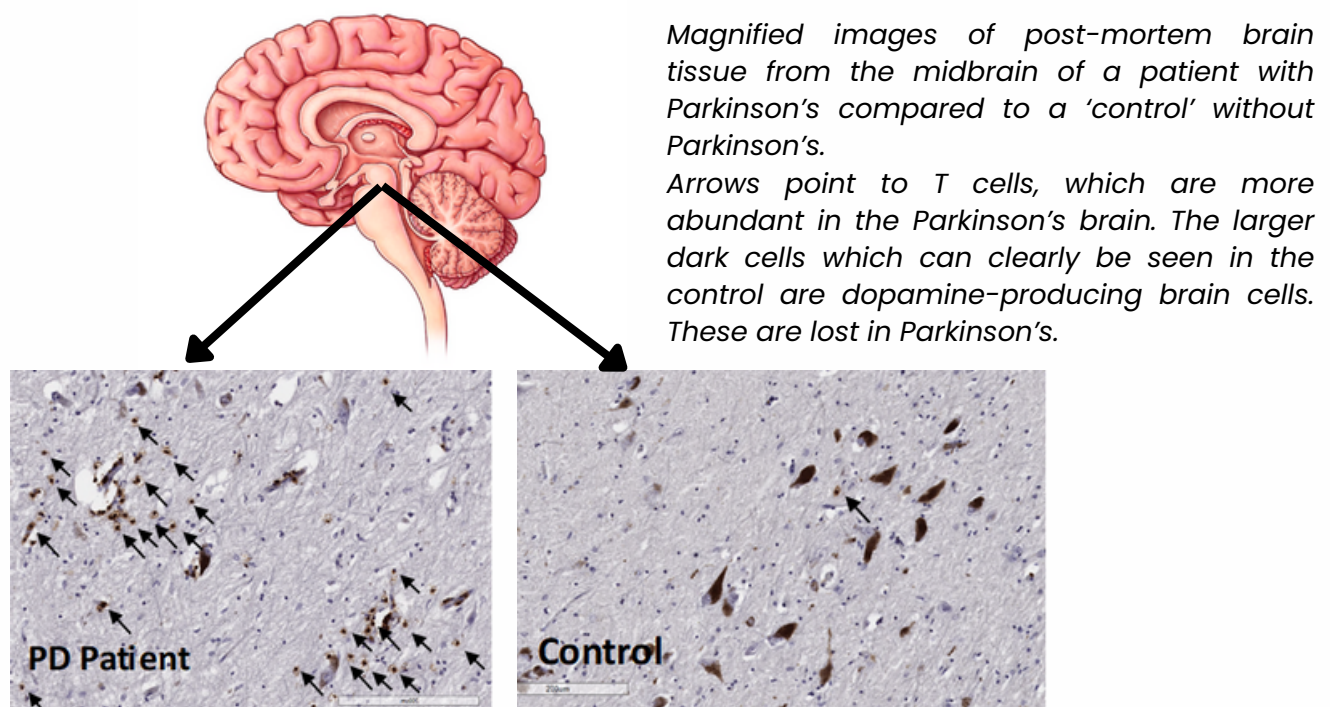 Magnified images of post-mortem brain
tissue from the midbrain of a patient with
Parkinson's compared to a ‘control’ without
Parkinson's.
Arrows point to T cells, which are more
abundant in the Parkinson's brain. The larger
dark cells which can clearly be seen in the
control are dopamine-producing brain cells.
These are lost in Parkinson's.
PD Patient
Control
200um